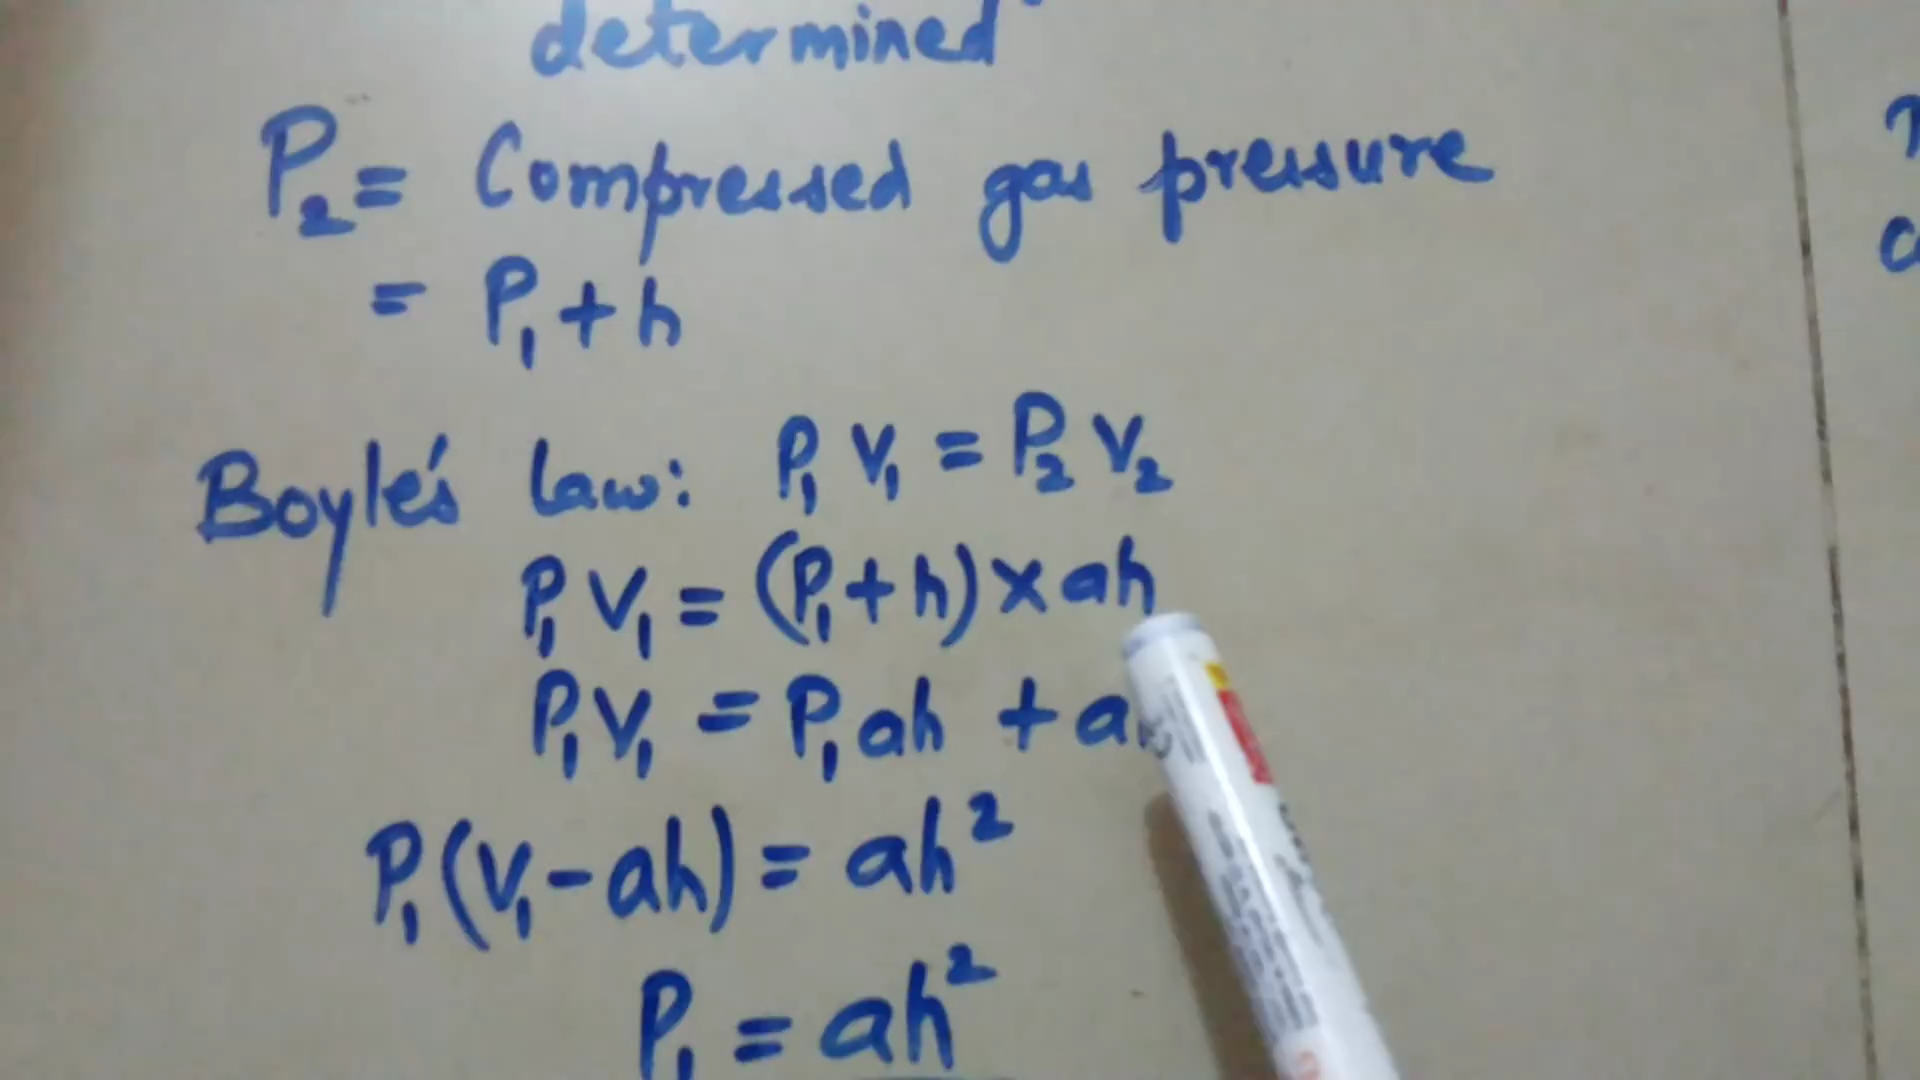 determined
P₂ = Compressed gas pressure
= P₁ + h
Boyle's law: P₁ V₁ = P₂ V₂
P₁ V₁ = (P₁ + h) × ah
P₁ V₁ = P₁ ah + a
P₁ (V₁ - ah) = ah²
P₁ = ah²